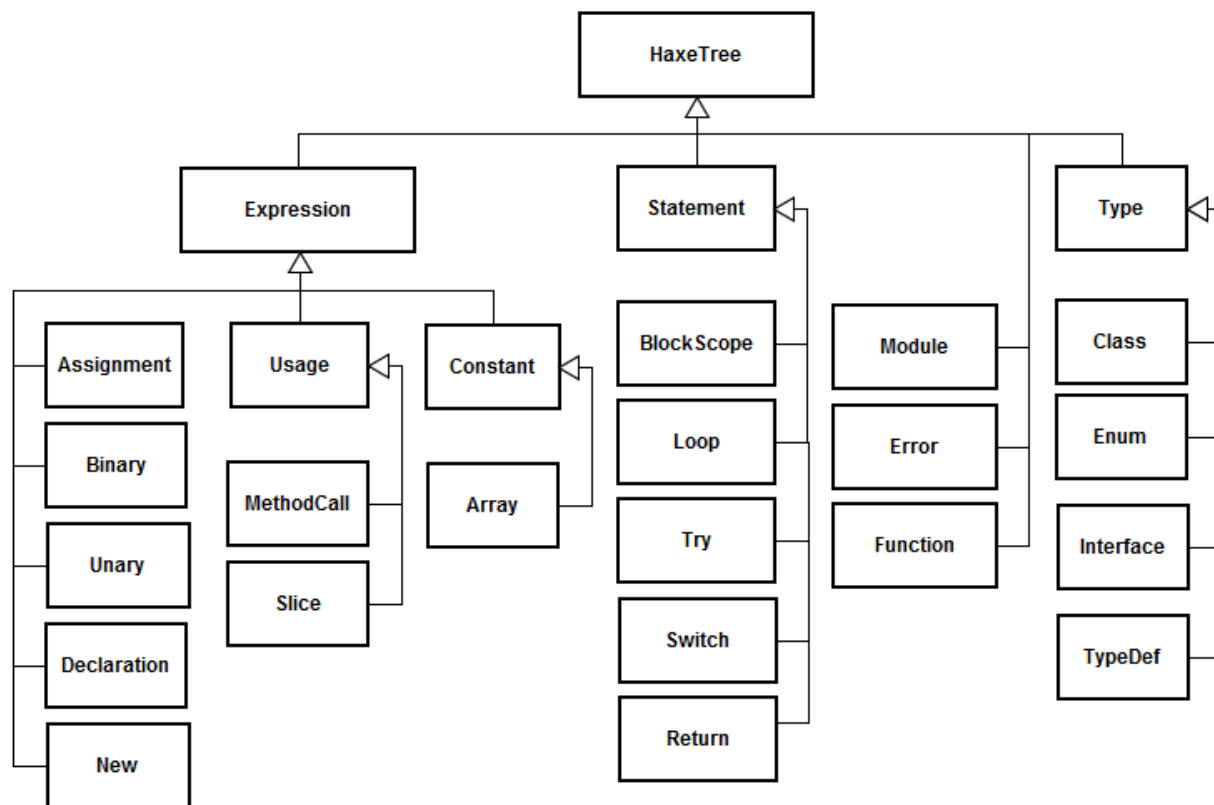 HaxeTree
Expression
Statement
Type
Assignment
Usage
Constant
BlockScope
Module
Class
Binary
MethodCall
Array
Loop
Error
Enum
Unary
Slice
Try
Function
Interface
Declaration
Switch
TypeDef
New
Return